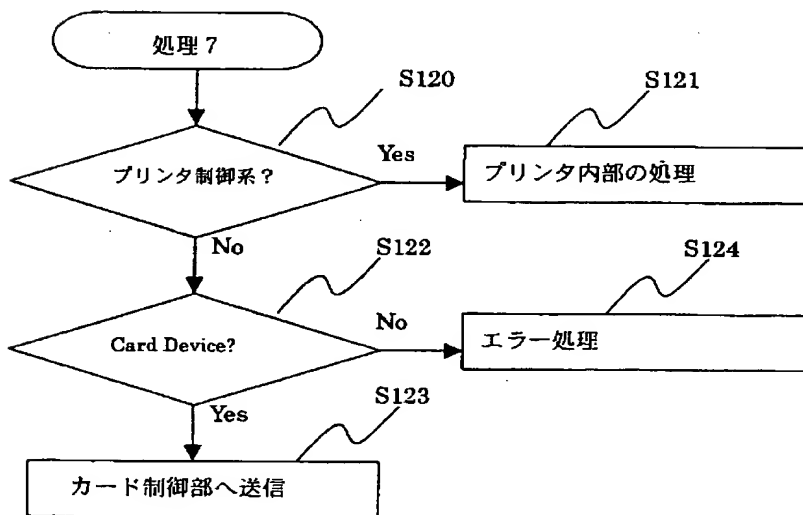 処理7
S120
プリンタ制御系？
Yes
S121
プリンタ内部の処理
No
S122
Card Device?
No
S124
エラー処理
Yes
S123
カード制御部へ送信